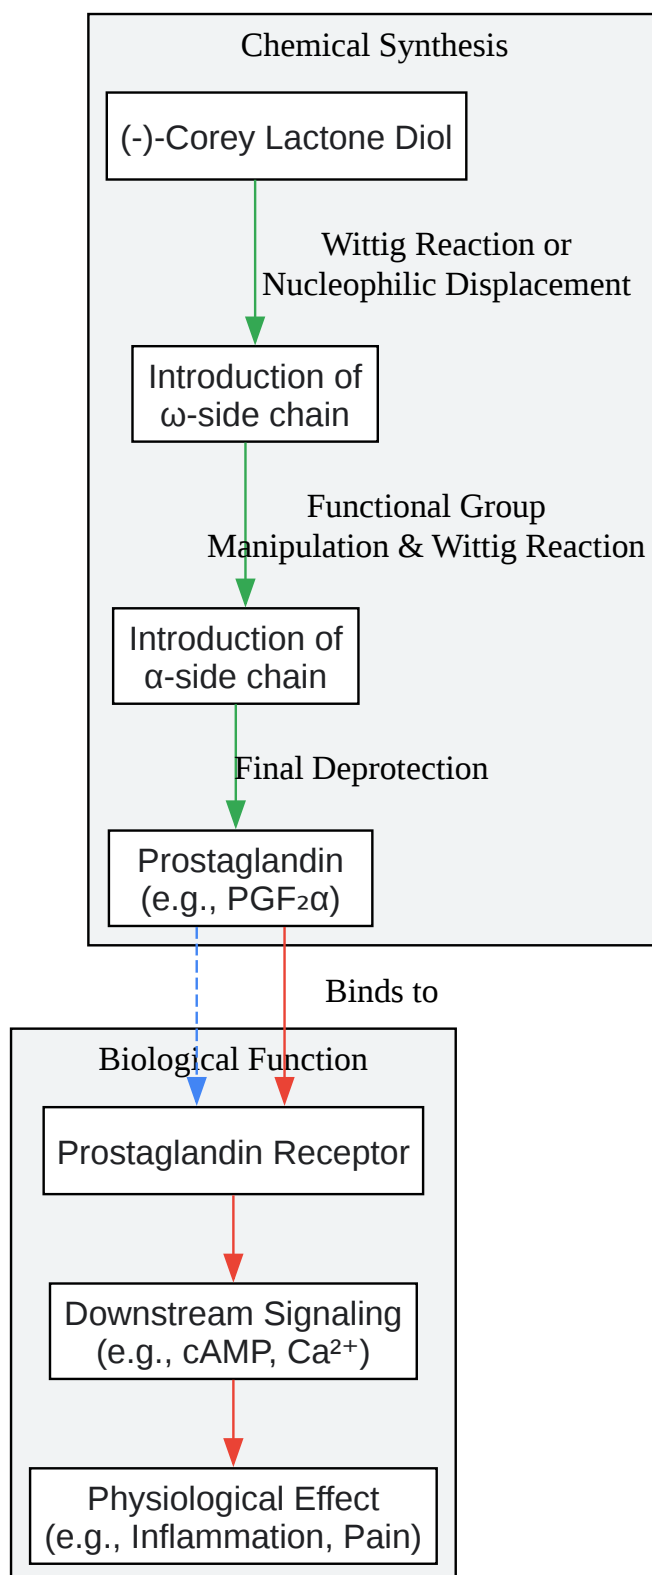 Chemical Synthesis
(-)-Corey Lactone Diol
Wittig Reaction or
Nucleophilic Displacement
Introduction of
ω-side chain
Functional Group
Manipulation & Wittig Reaction
Introduction of
α-side chain
Final Deprotection
Prostaglandin
(e.g., PGF₂α)
Binds to
Biological Function
Prostaglandin Receptor
Downstream Signaling
(e.g., cAMP, Ca²⁺)
Physiological Effect
(e.g., Inflammation, Pain)